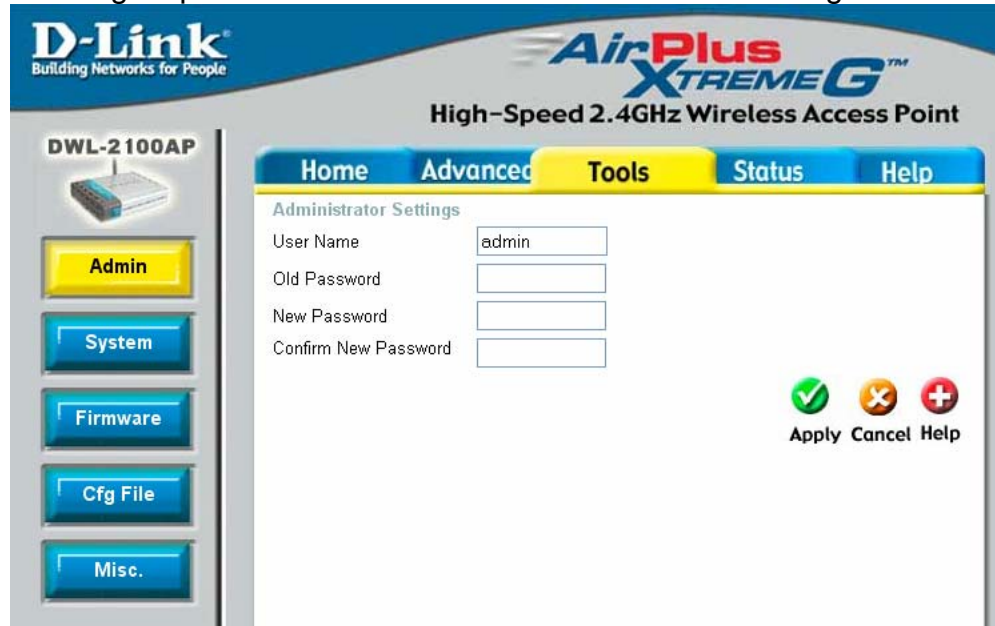 D-Link
Building Networks for People
AirPlus
XTREME G™
High-Speed 2.4GHz Wireless Access Point
DWL-2100AP
Home Advanced Tools Status Help
Administrator Settings
User Name admin
Old Password
New Password
Confirm New Password
Admin
System
Firmware
Cfg File
Misc.
Apply Cancel Help